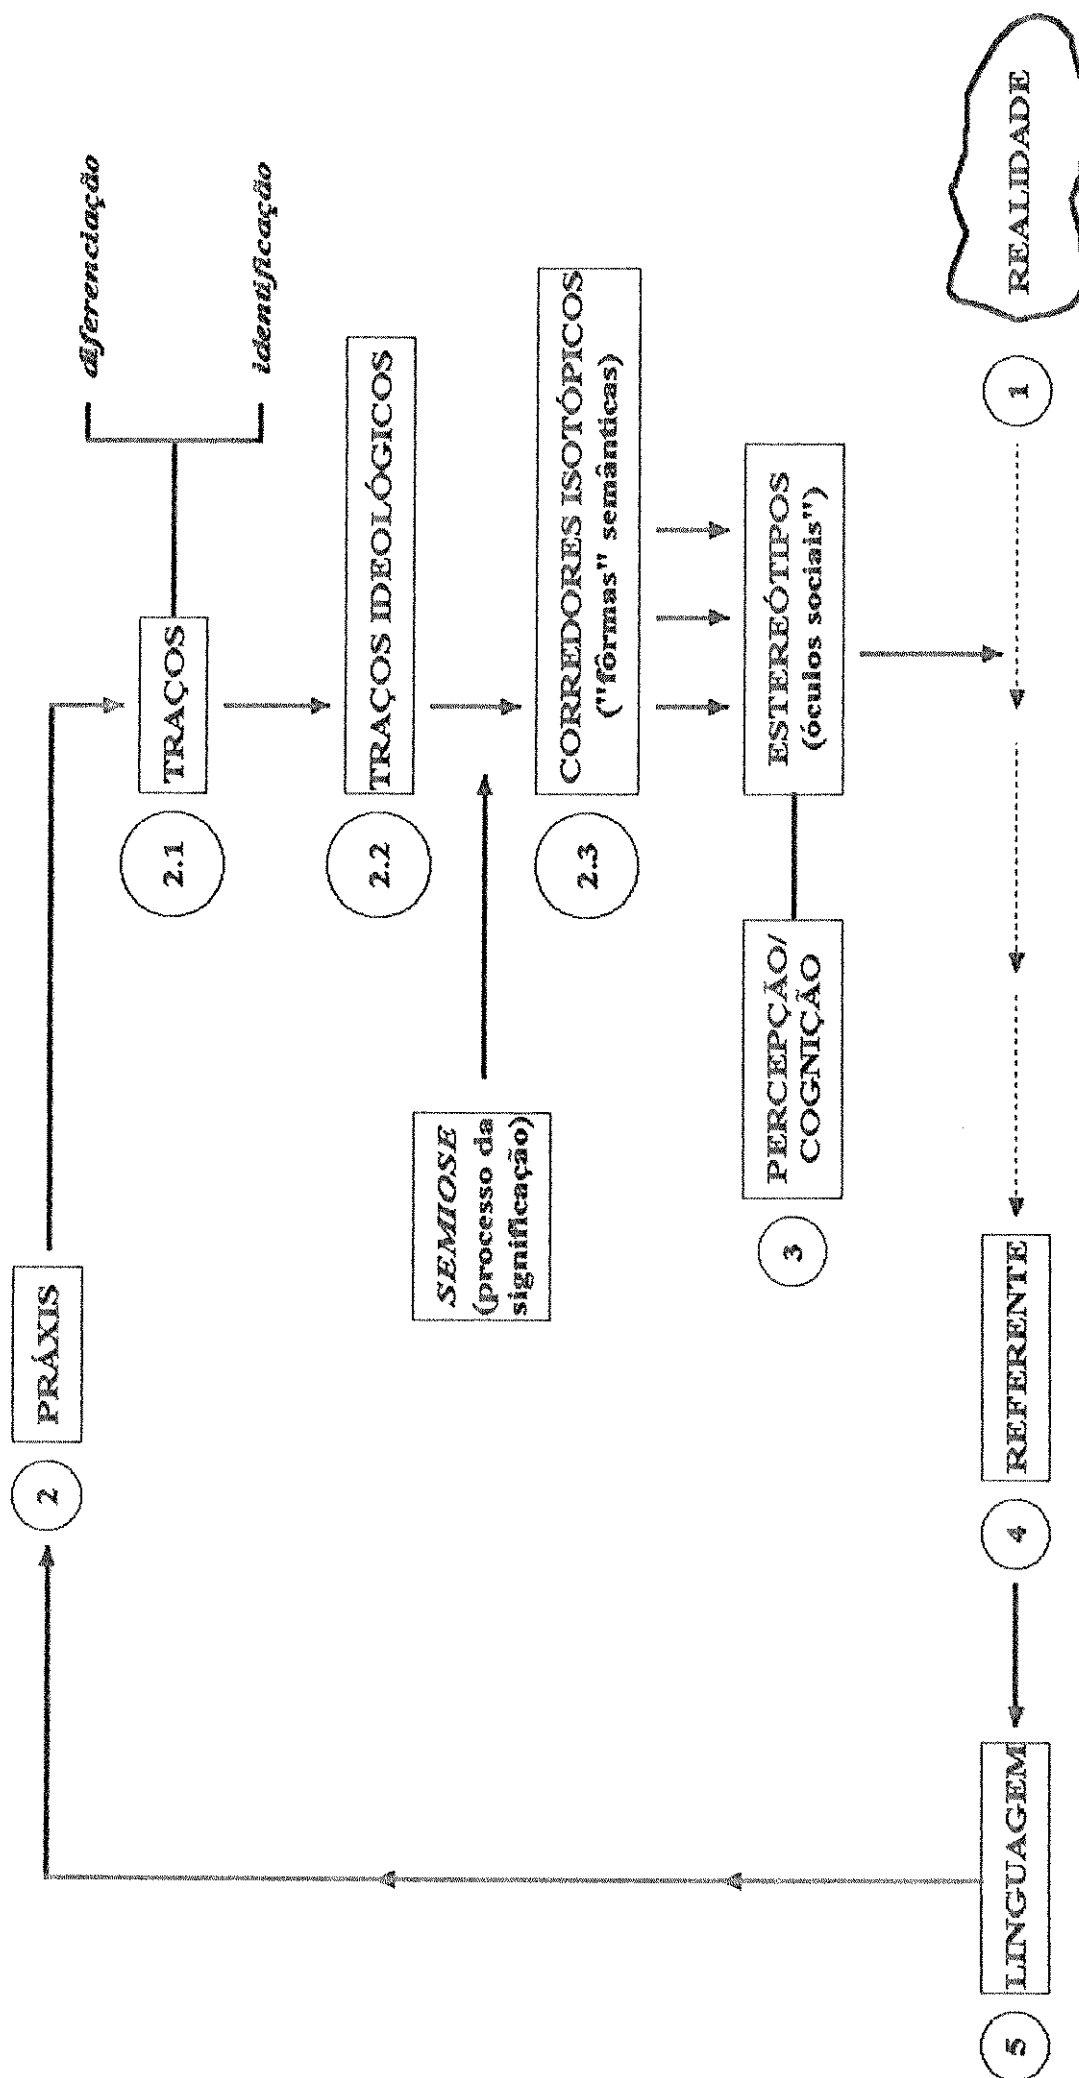 2 PRÁXIS
diferenciação
2.1 TRAÇOS
identificação
2.2 TRAÇOS IDEOLÓGICOS
SEMIOSE
(processo da
significação)
2.3 CORREDORES ISOTÓPICOS
("fôrmas" semânticas)
3 PERCEPÇÃO/
COGNIÇÃO
ESTEREÓTIPOS
(óculos sociais")
5 LINGUAGEM
4 REFERENTE
1 REALIDADE